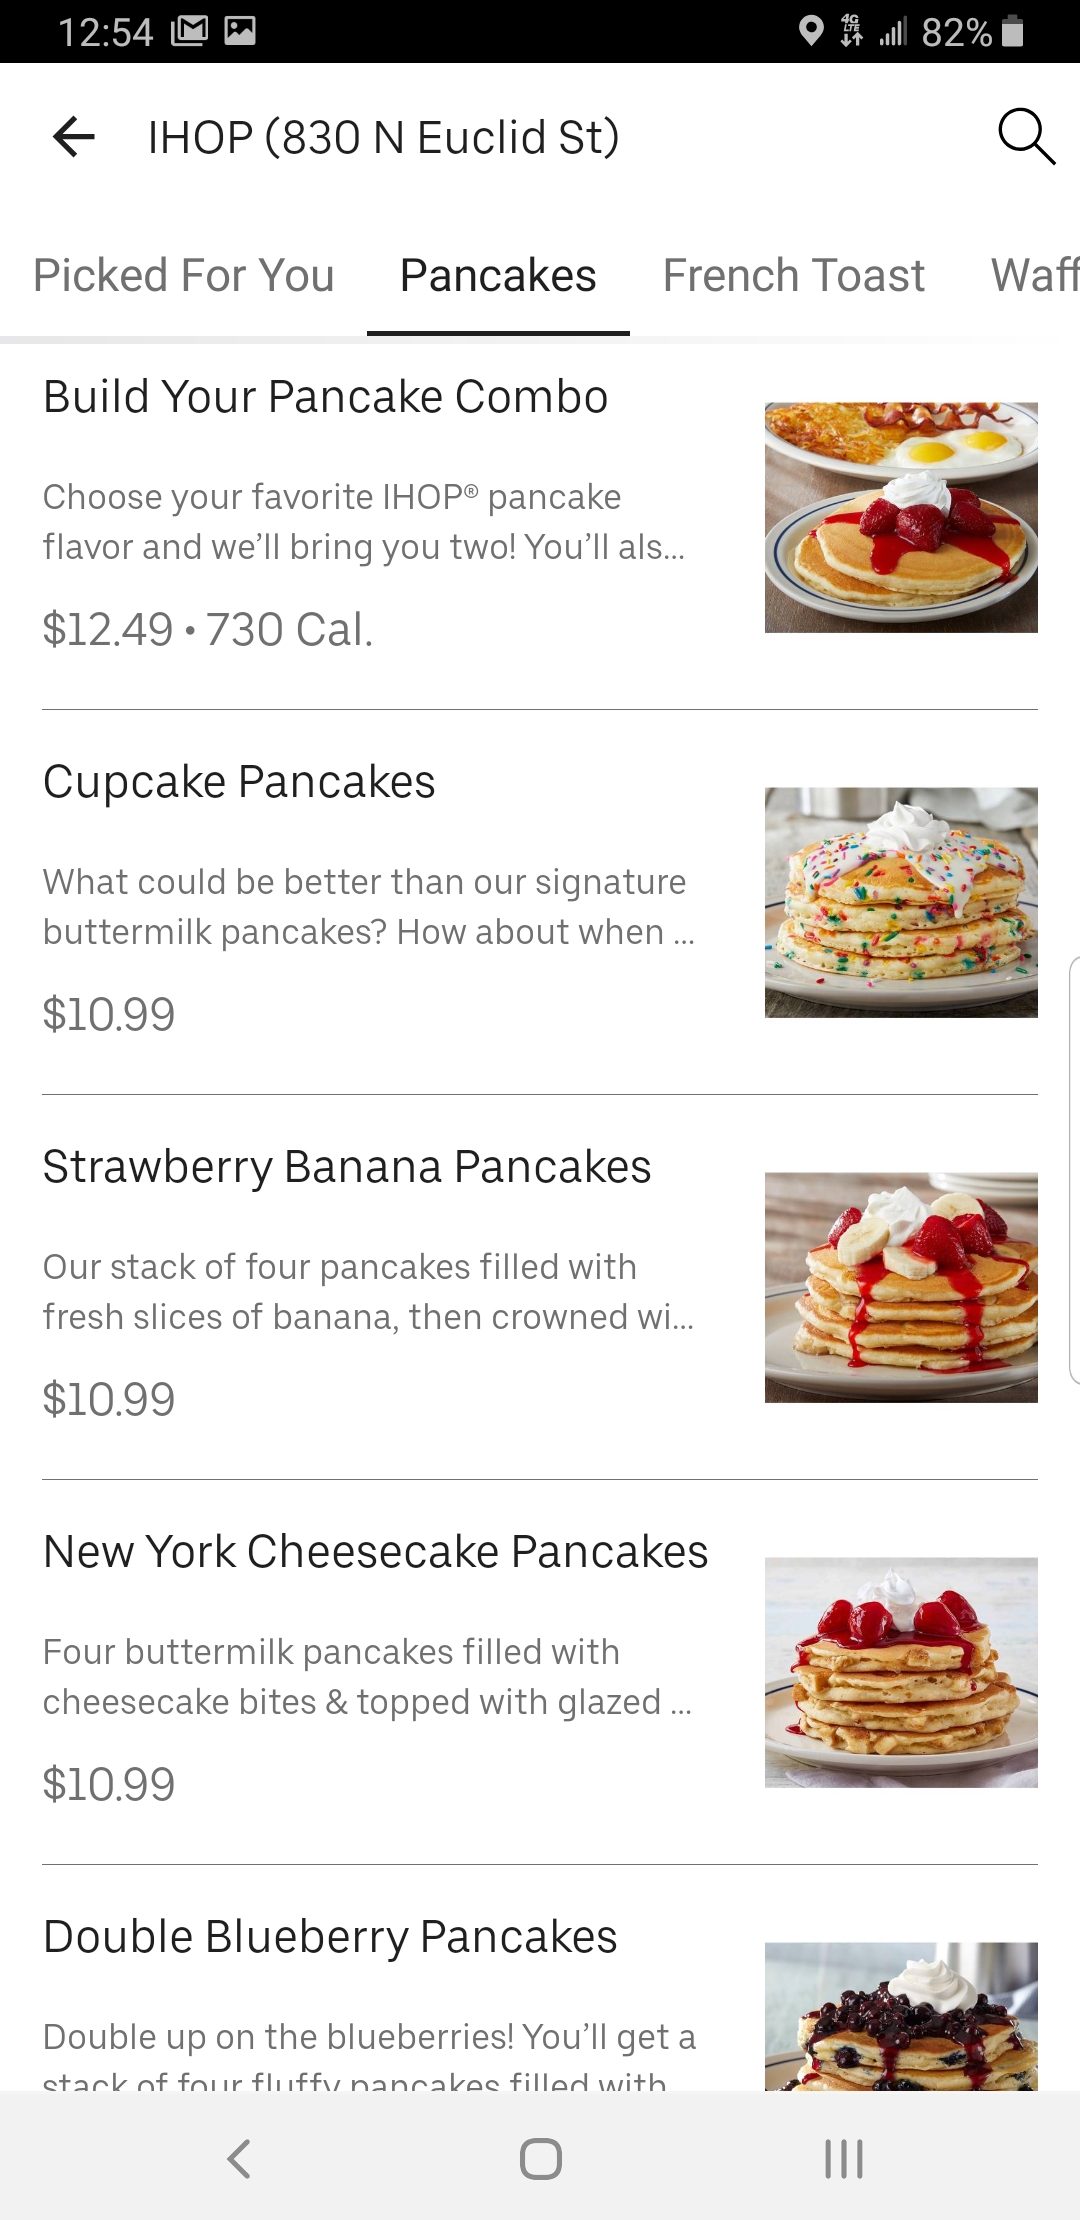 12:54
4G
LTE
82%
IHOP (830 N Euclid St)
Picked For You
Pancakes
French Toast
Waff
Build Your Pancake Combo
Choose your favorite IHOP® pancake
flavor and we'll bring you two! You'll als...
$12.49 • 730 Cal.
Cupcake Pancakes
What could be better than our signature
buttermilk pancakes? How about when ...
$10.99
Strawberry Banana Pancakes
Our stack of four pancakes filled with
fresh slices of banana, then crowned wi...
$10.99
New York Cheesecake Pancakes
Four buttermilk pancakes filled with
cheesecake bites & topped with glazed ...
$10.99
Double Blueberry Pancakes
Double up on the blueberries! You'll get a
stack of four fluffy pancakes filled with